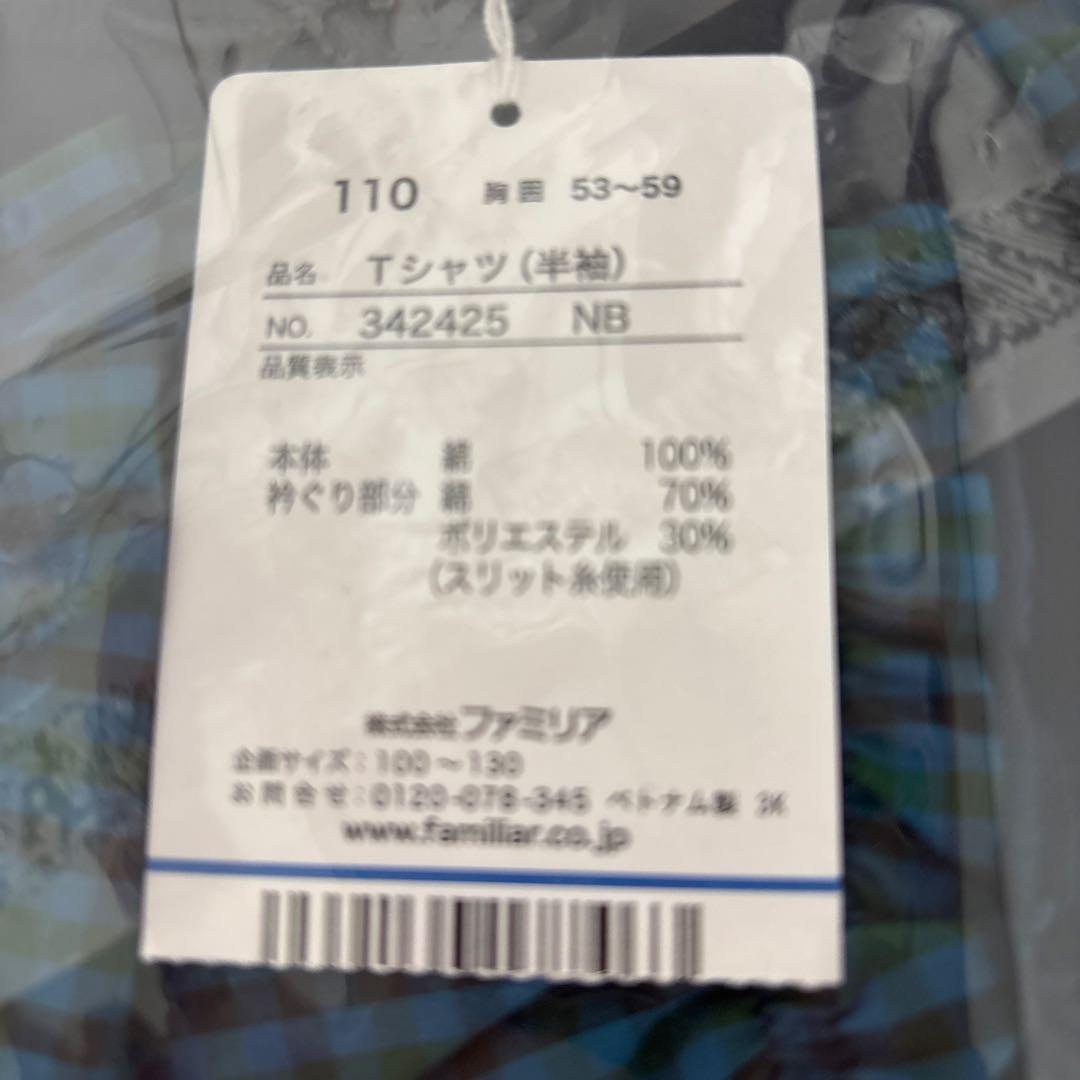 110 胸囲 53〜59
品名 Tシャツ(半袖)
NO. 342425 NB
品質表示
本体 綿 100%
衿ぐり部分 綿 70%
ポリエステル 30%
(スリット糸使用)
株式会社ファミリア
企画サイズ:100〜130
お問合せ:0120-078-345 ベトナム製 3K
www.familiar.co.jp